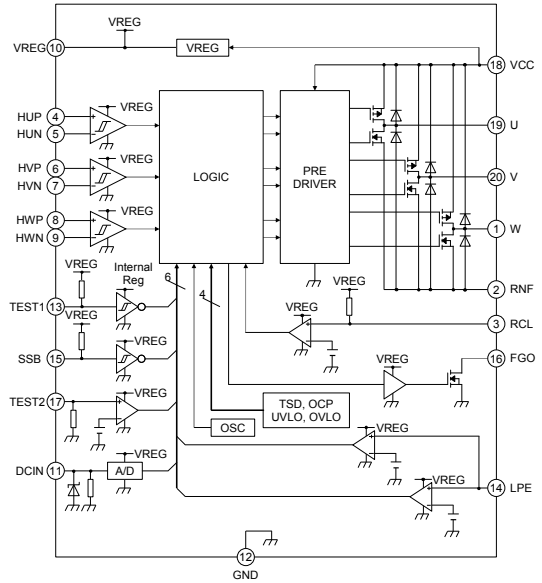 VREG
VREG 10 VREG 18 VCC
HUP 4 VREG
HUN 5
19 U
HVP 6 VREG
HVN 7
LOGIC
PRE
DRIVER
20 V
HWP 8 VREG
HWN 9
1 W
VREG
Internal
Reg
6
4
VREG
2 RNF
TEST1 13
VREG
3 RCL
SSB 15
VREG
16 FGO
TEST2 17
VREG
TSD, OCP
UVLO, OVLO
OSC
VREG
DCIN 11
VREG
A/D
VREG
14 LPE
12
GND